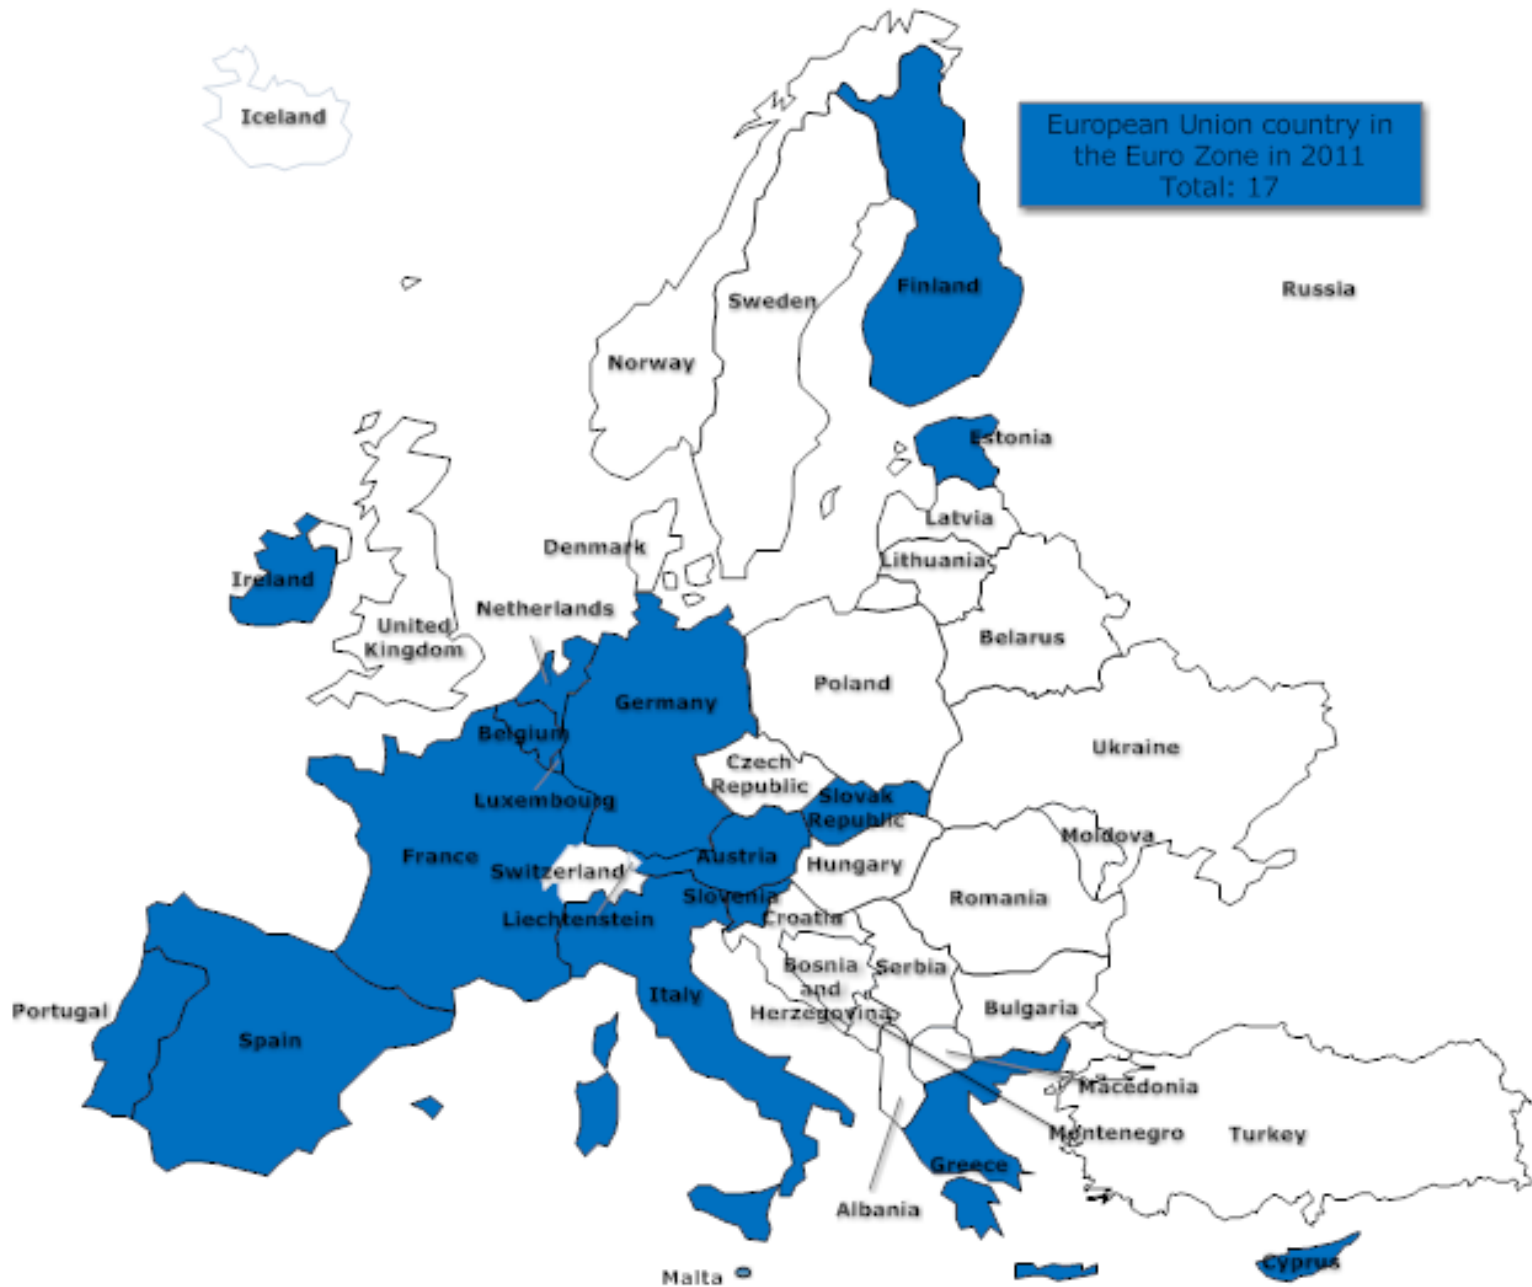 Iceland
European Union country in
the Euro Zone in 2011
Total: 17
Finland
Russia
Sweden
Norway
Estonia
Latvia
Denmark
Lithuania
Ireland
Netherlands
United
Kingdom
Belarus
Poland
Germany
Belgium
Ukraine
Czech
Republic
Luxembourg
Slovak
Republic
Moldova
France
Austria
Hungary
Switzerland
Slovenia
Romania
Liechtenstein
Croatia
Bosnia
and
Herzegovina
Serbia
Italy
Bulgaria
Portugal
Spain
Macedonia
Montenegro
Turkey
Greece
Albania
Cyprus
Malta